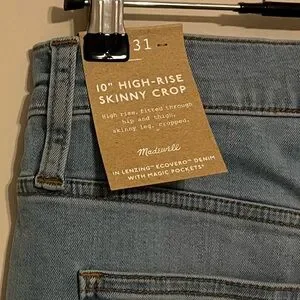 31
10" HIGH-RISE
SKINNY CROP
High rise, fitted through
hip and thigh,
skinny leg, cropped.
Madewell
IN LENZING™ ECOVERO™ DENIM
WITH MAGIC POCKETS*